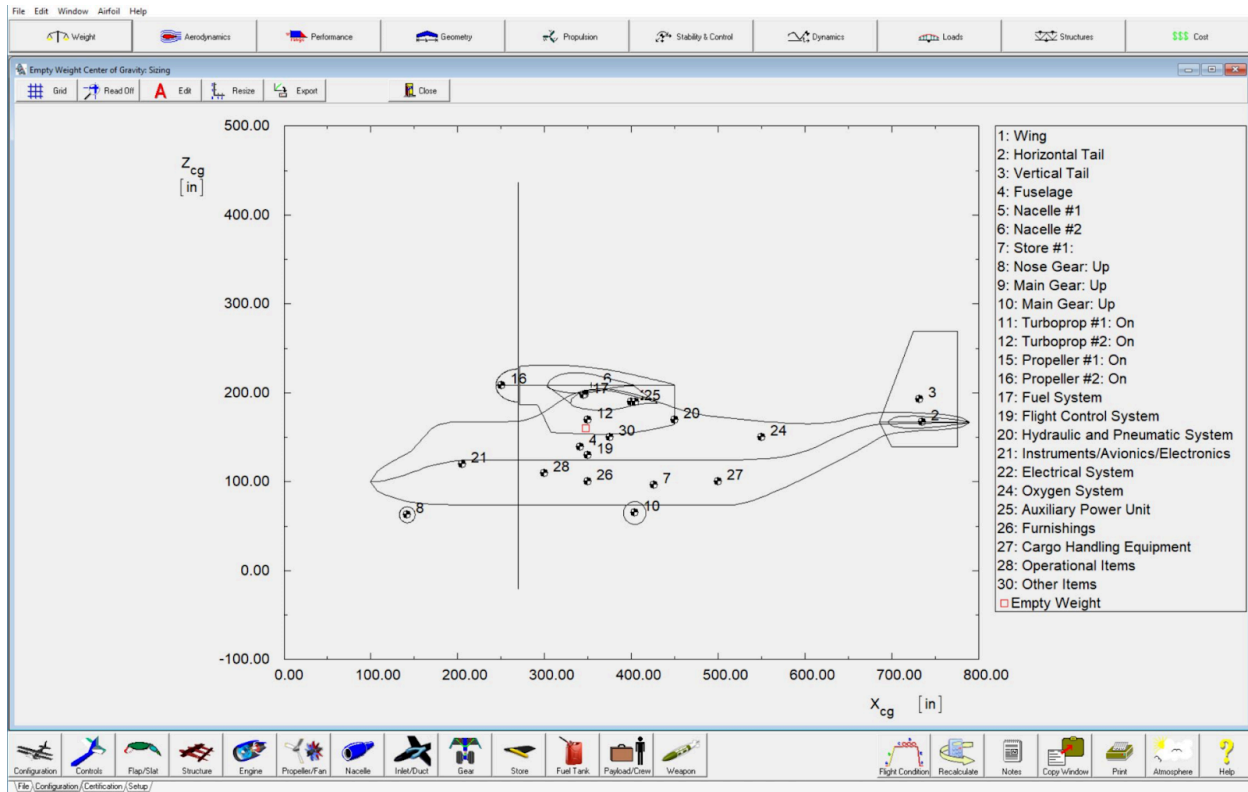 File Edit Window Airfoil Help
Weight Aerodynamics Performance Geometry Propulsion Stability & Control Dynamics Loads Structures $$$ Cost
Empty Weight Center of Gravity: Sizing
Grid Read Off A Edit Resize Export Close
500.00
Zcg
[in]
400.00
300.00
200.00
100.00
0.00
-100.00
0.00 100.00 200.00 300.00 400.00 500.00 600.00 700.00 800.00
Xcg [in]
16
6
17
25
3
12
20
2
30
24
4
19
21
28
26
7
27
8
10
1: Wing
2: Horizontal Tail
3: Vertical Tail
4: Fuselage
5: Nacelle #1
6: Nacelle #2
7: Store #1:
8: Nose Gear: Up
9: Main Gear: Up
10: Main Gear: Up
11: Turboprop #1: On
12: Turboprop #2: On
15: Propeller #1: On
16: Propeller #2: On
17: Fuel System
19: Flight Control System
20: Hydraulic and Pneumatic System
21: Instruments/Avionics/Electronics
22: Electrical System
24: Oxygen System
25: Auxiliary Power Unit
26: Furnishings
27: Cargo Handling Equipment
28: Operational Items
30: Other Items
Empty Weight
Configuration Controls Flap/Slat Structure Engine Propeller/Fan Nacelle Inlet/Duct Gear Store Fuel Tank Payload/Crew Weapon Flight Condition Recalculate Notes Copy Window Print Atmosphere Help
File Configuration Certification Setup